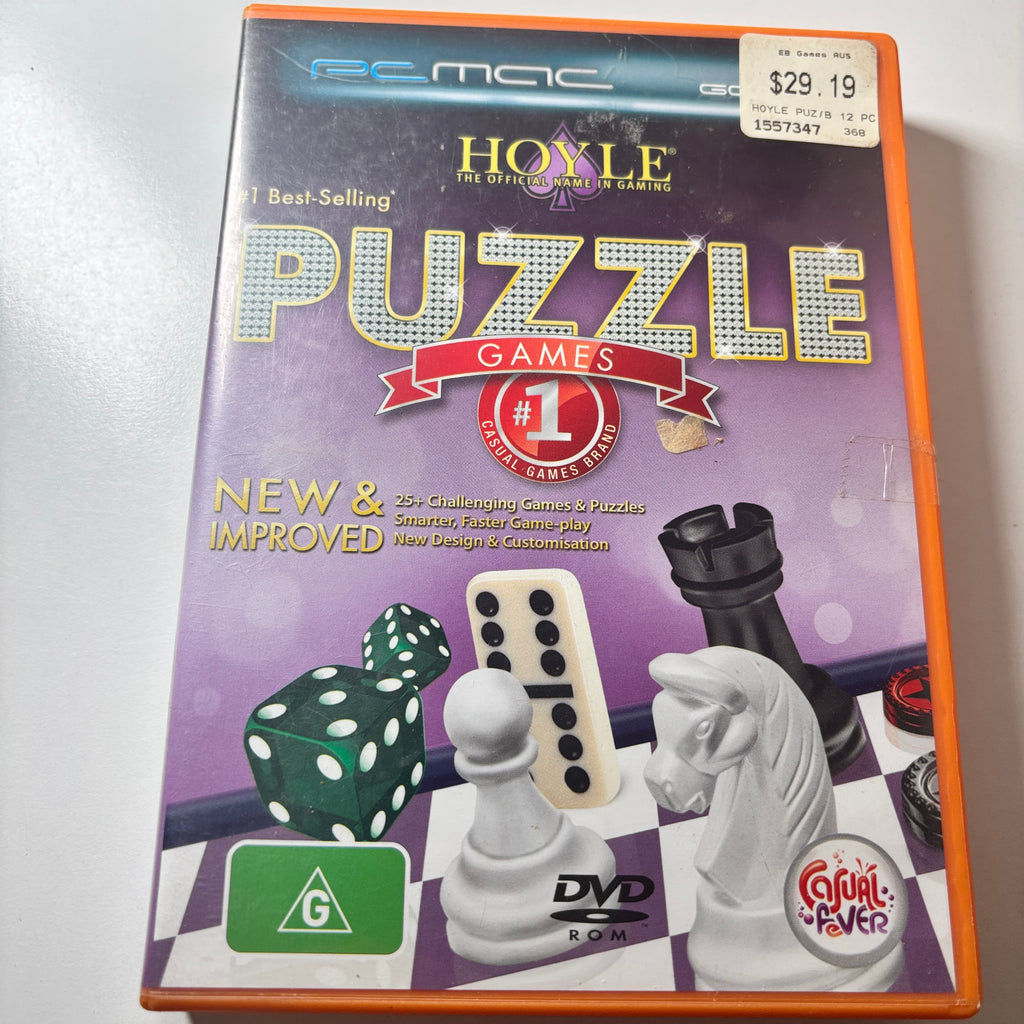 PC MAC
EB Games AUS
$29.19
HOYLE PUZ/B 12 PC
1557347 368
HOYLE®
THE OFFICIAL NAME IN GAMING
#1 Best-Selling*
PUZZLE
GAMES
#1
CASUAL GAMES BRAND
NEW &
IMPROVED
25+ Challenging Games & Puzzles
Smarter, Faster Game-play
New Design & Customisation
G
DVD
ROM
CASUAL
FEVER